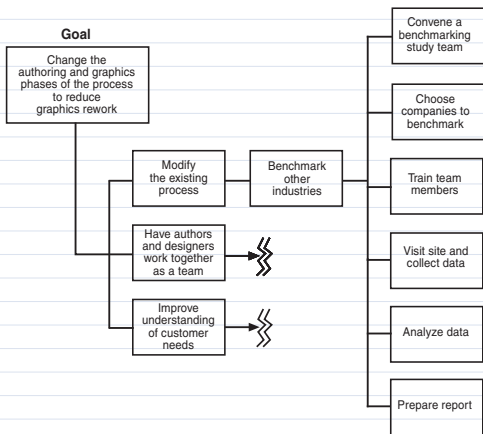 Goal
Change the
authoring and graphics
phases of the process
to reduce
graphics rework
Modify
the existing
process
Benchmark
other
industries
Have authors
and designers
work together
as a team
Improve
understanding
of customer
needs
Convene a
benchmarking
study team
Choose
companies to
benchmark
Train team
members
Visit site and
collect data
Analyze data
Prepare report